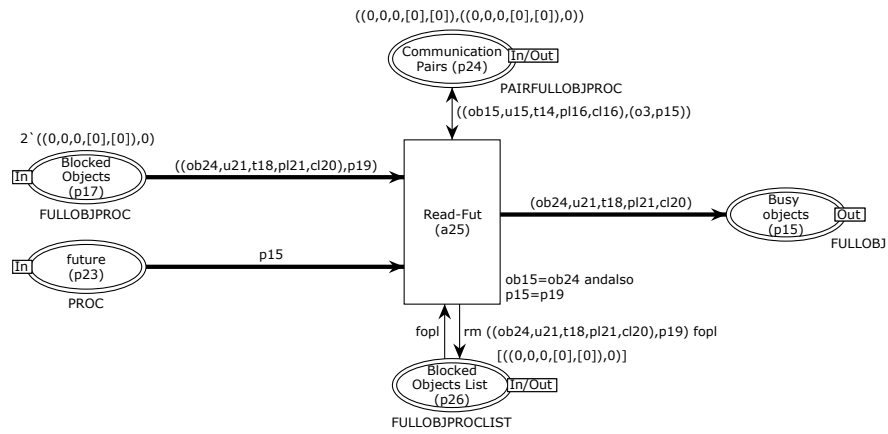 ((0,0,0,[0],[0]),((0,0,0,[0],[0]),0))
Communication
Pairs (p24)
In/Out
PAIRFULLOBJPROC
((ob15,u15,t14,pl16,cl16),(o3,p15))
2`((0,0,0,[0],[0]),0)
Blocked
Objects
(p17)
In
FULLOBJPROC
((ob24,u21,t18,pl21,cl20),p19)
Read-Fut
(a25)
(ob24,u21,t18,pl21,cl20)
Busy
objects
(p15)
Out
FULLOBJ
future
(p23)
In
PROC
p15
ob15=ob24 andalso
p15=p19
fopl
rm ((ob24,u21,t18,pl21,cl20),p19) fopl
[((0,0,0,[0],[0]),0)]
Blocked
Objects List
(p26)
In/Out
FULLOBJPROCLIST